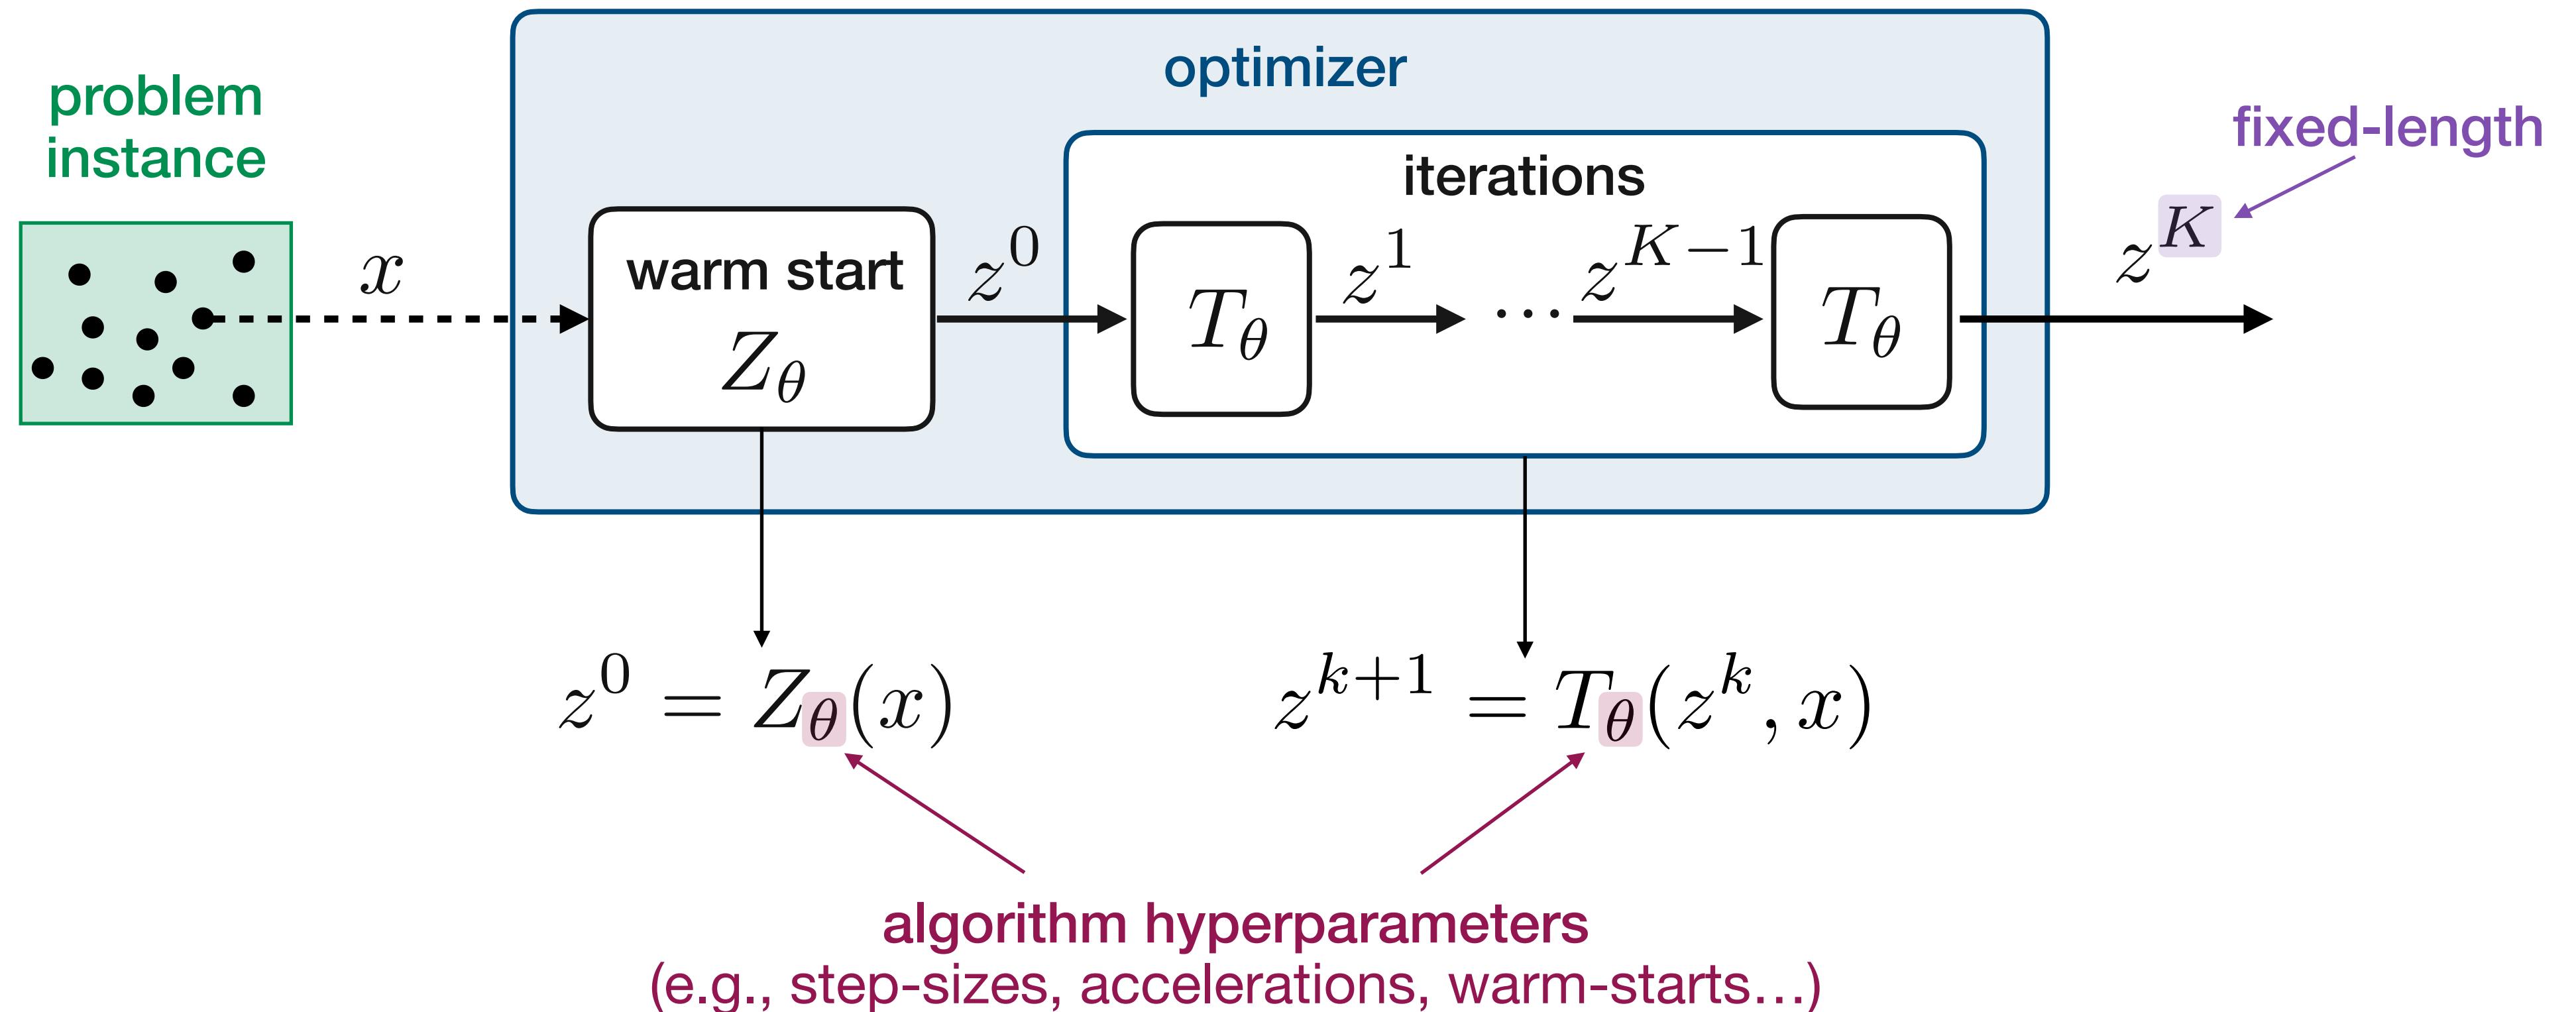 optimizer
problem
instance
fixed-length
iterations
x
warm start
Z_θ
z^0
T_θ
z^1
⋯
z^{K−1}
T_θ
z^K
z^0 = Z_θ(x)
z^{k+1} = T_θ(z^k, x)
algorithm hyperparameters
(e.g., step-sizes, accelerations, warm-starts…)